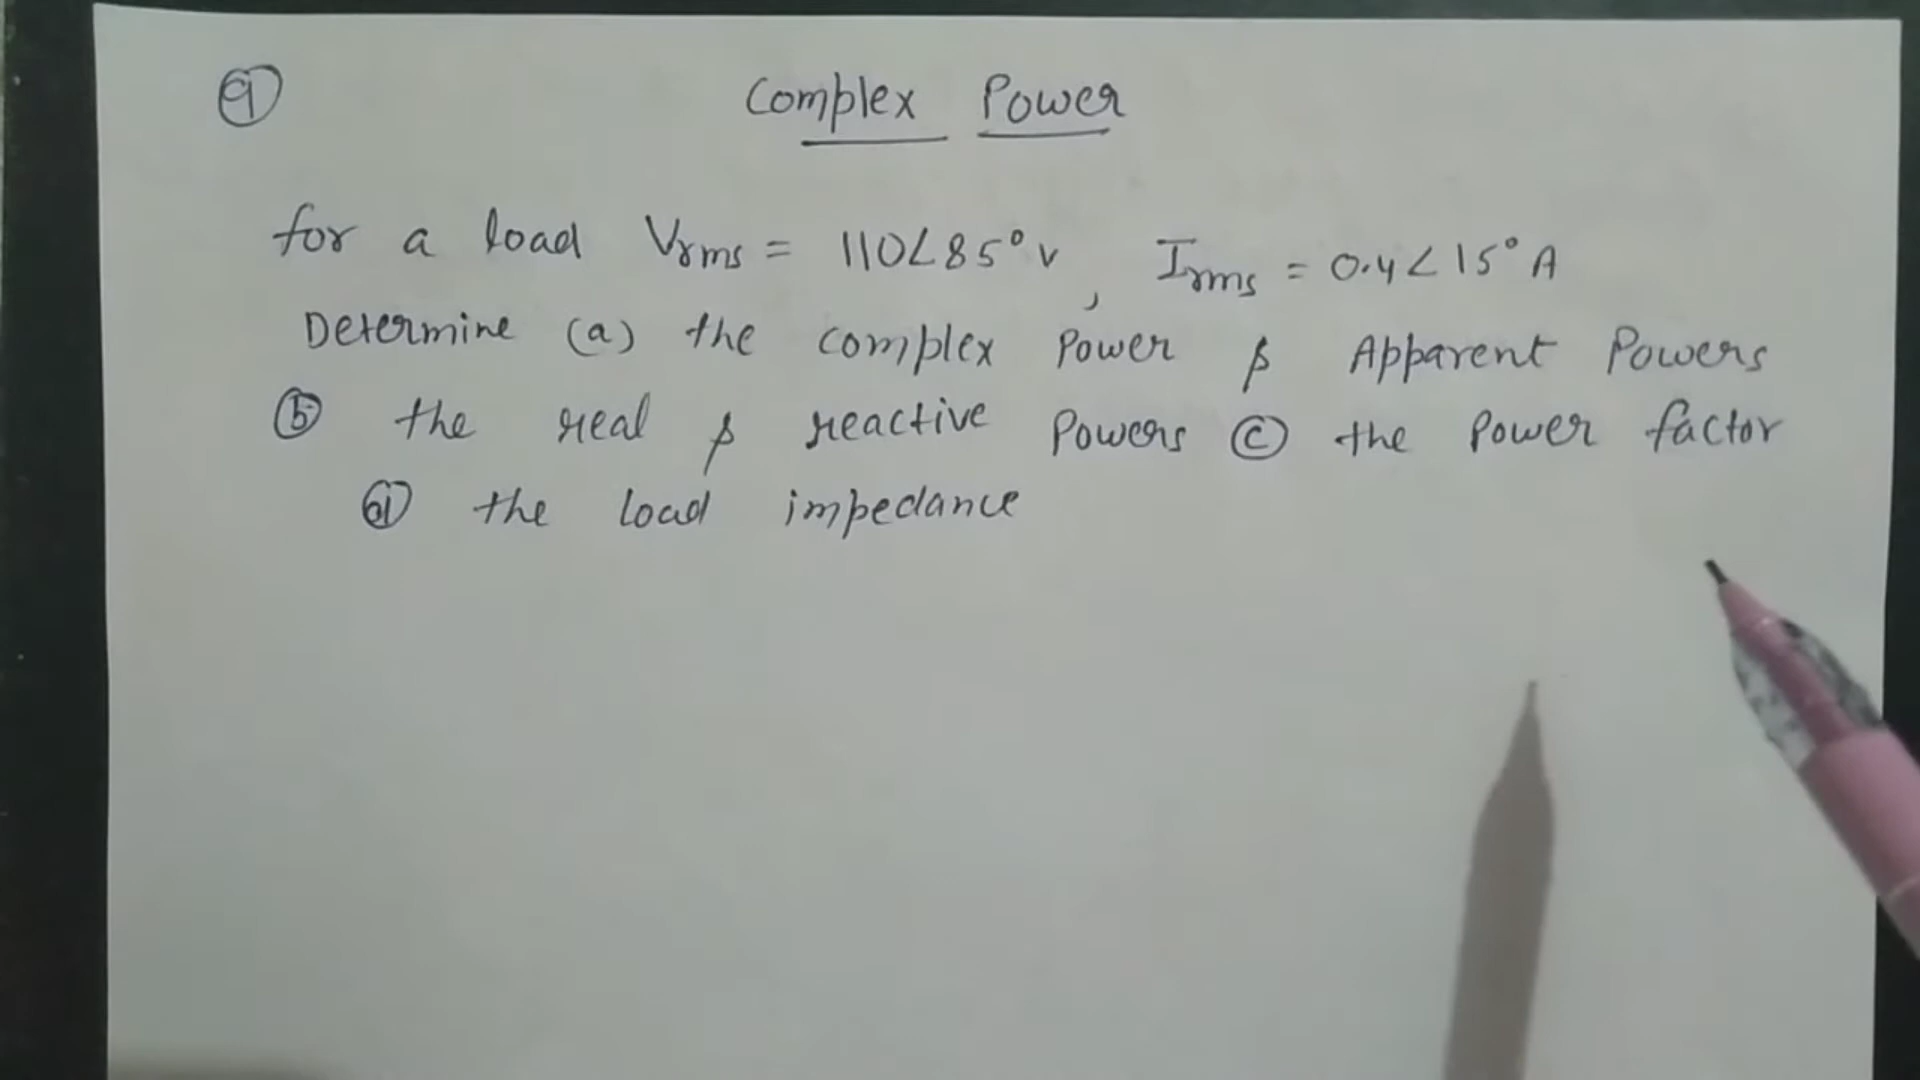 Q Complex Power
for a load Vrms = 110∠85° v, Irms = 0.4∠15° A
Determine (a) the complex Power & Apparent Powers
ⓑ the real & reactive Powers ⓒ the Power factor
ⓓ the load impedance